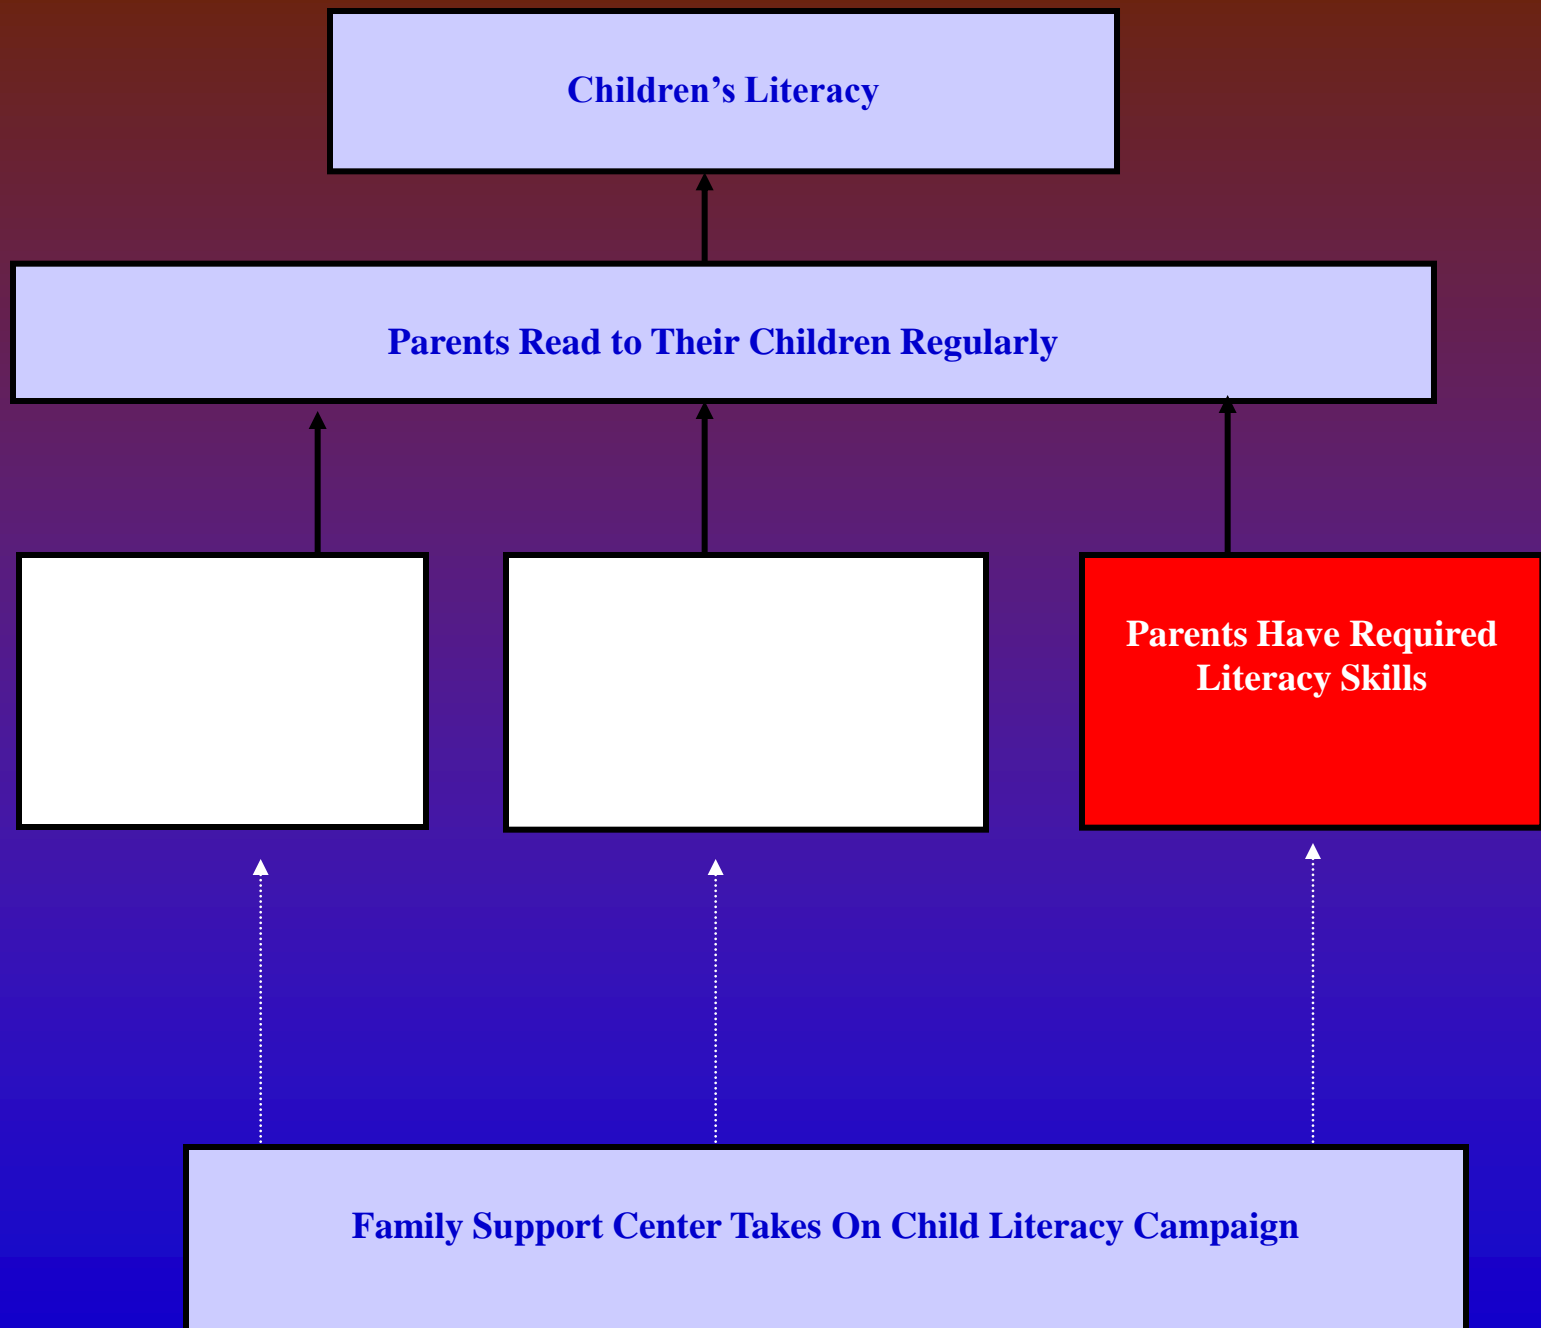 Children’s Literacy
Parents Read to Their Children Regularly
Parents Have Required
Literacy Skills
Family Support Center Takes On Child Literacy Campaign